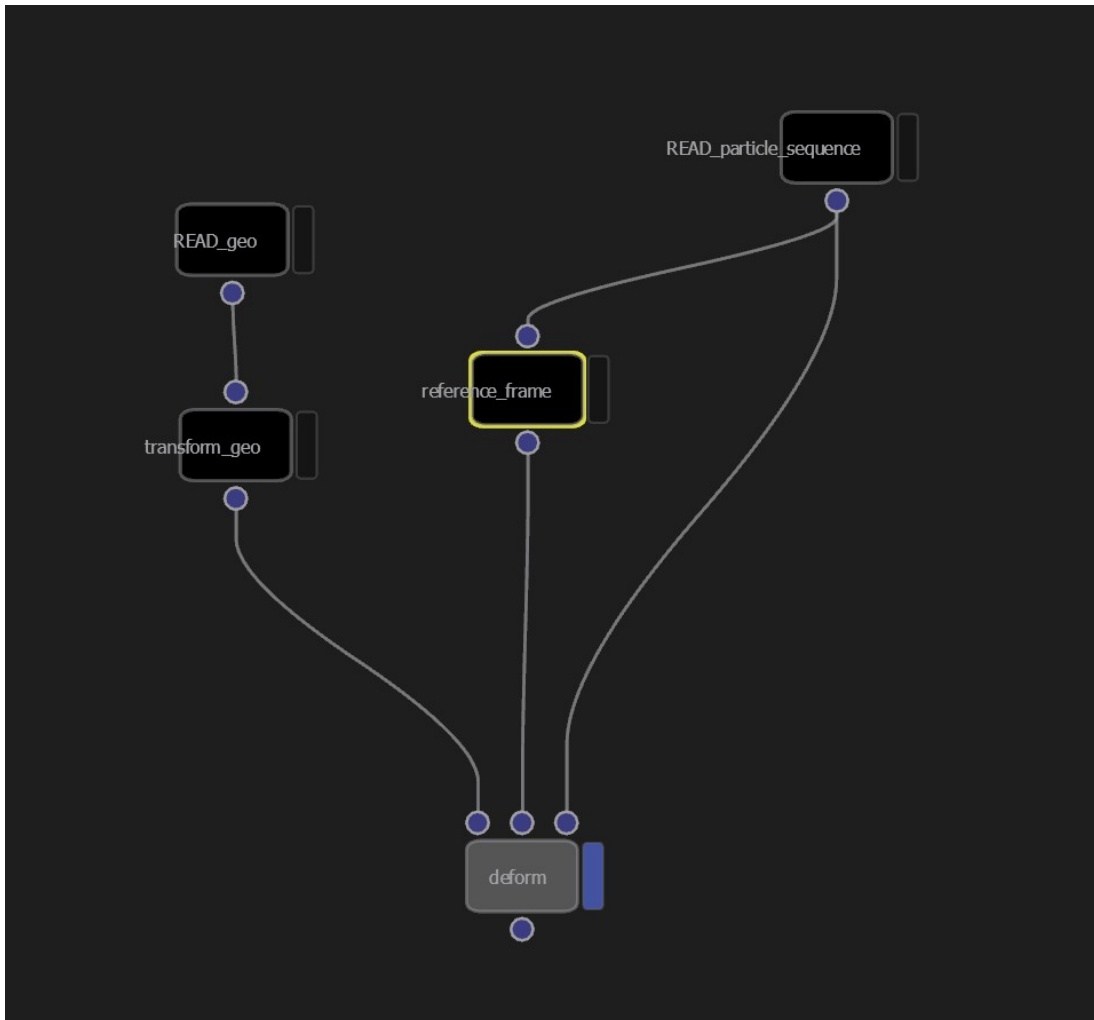 READ_particle_sequence
READ_geo
reference_frame
transform_geo
deform